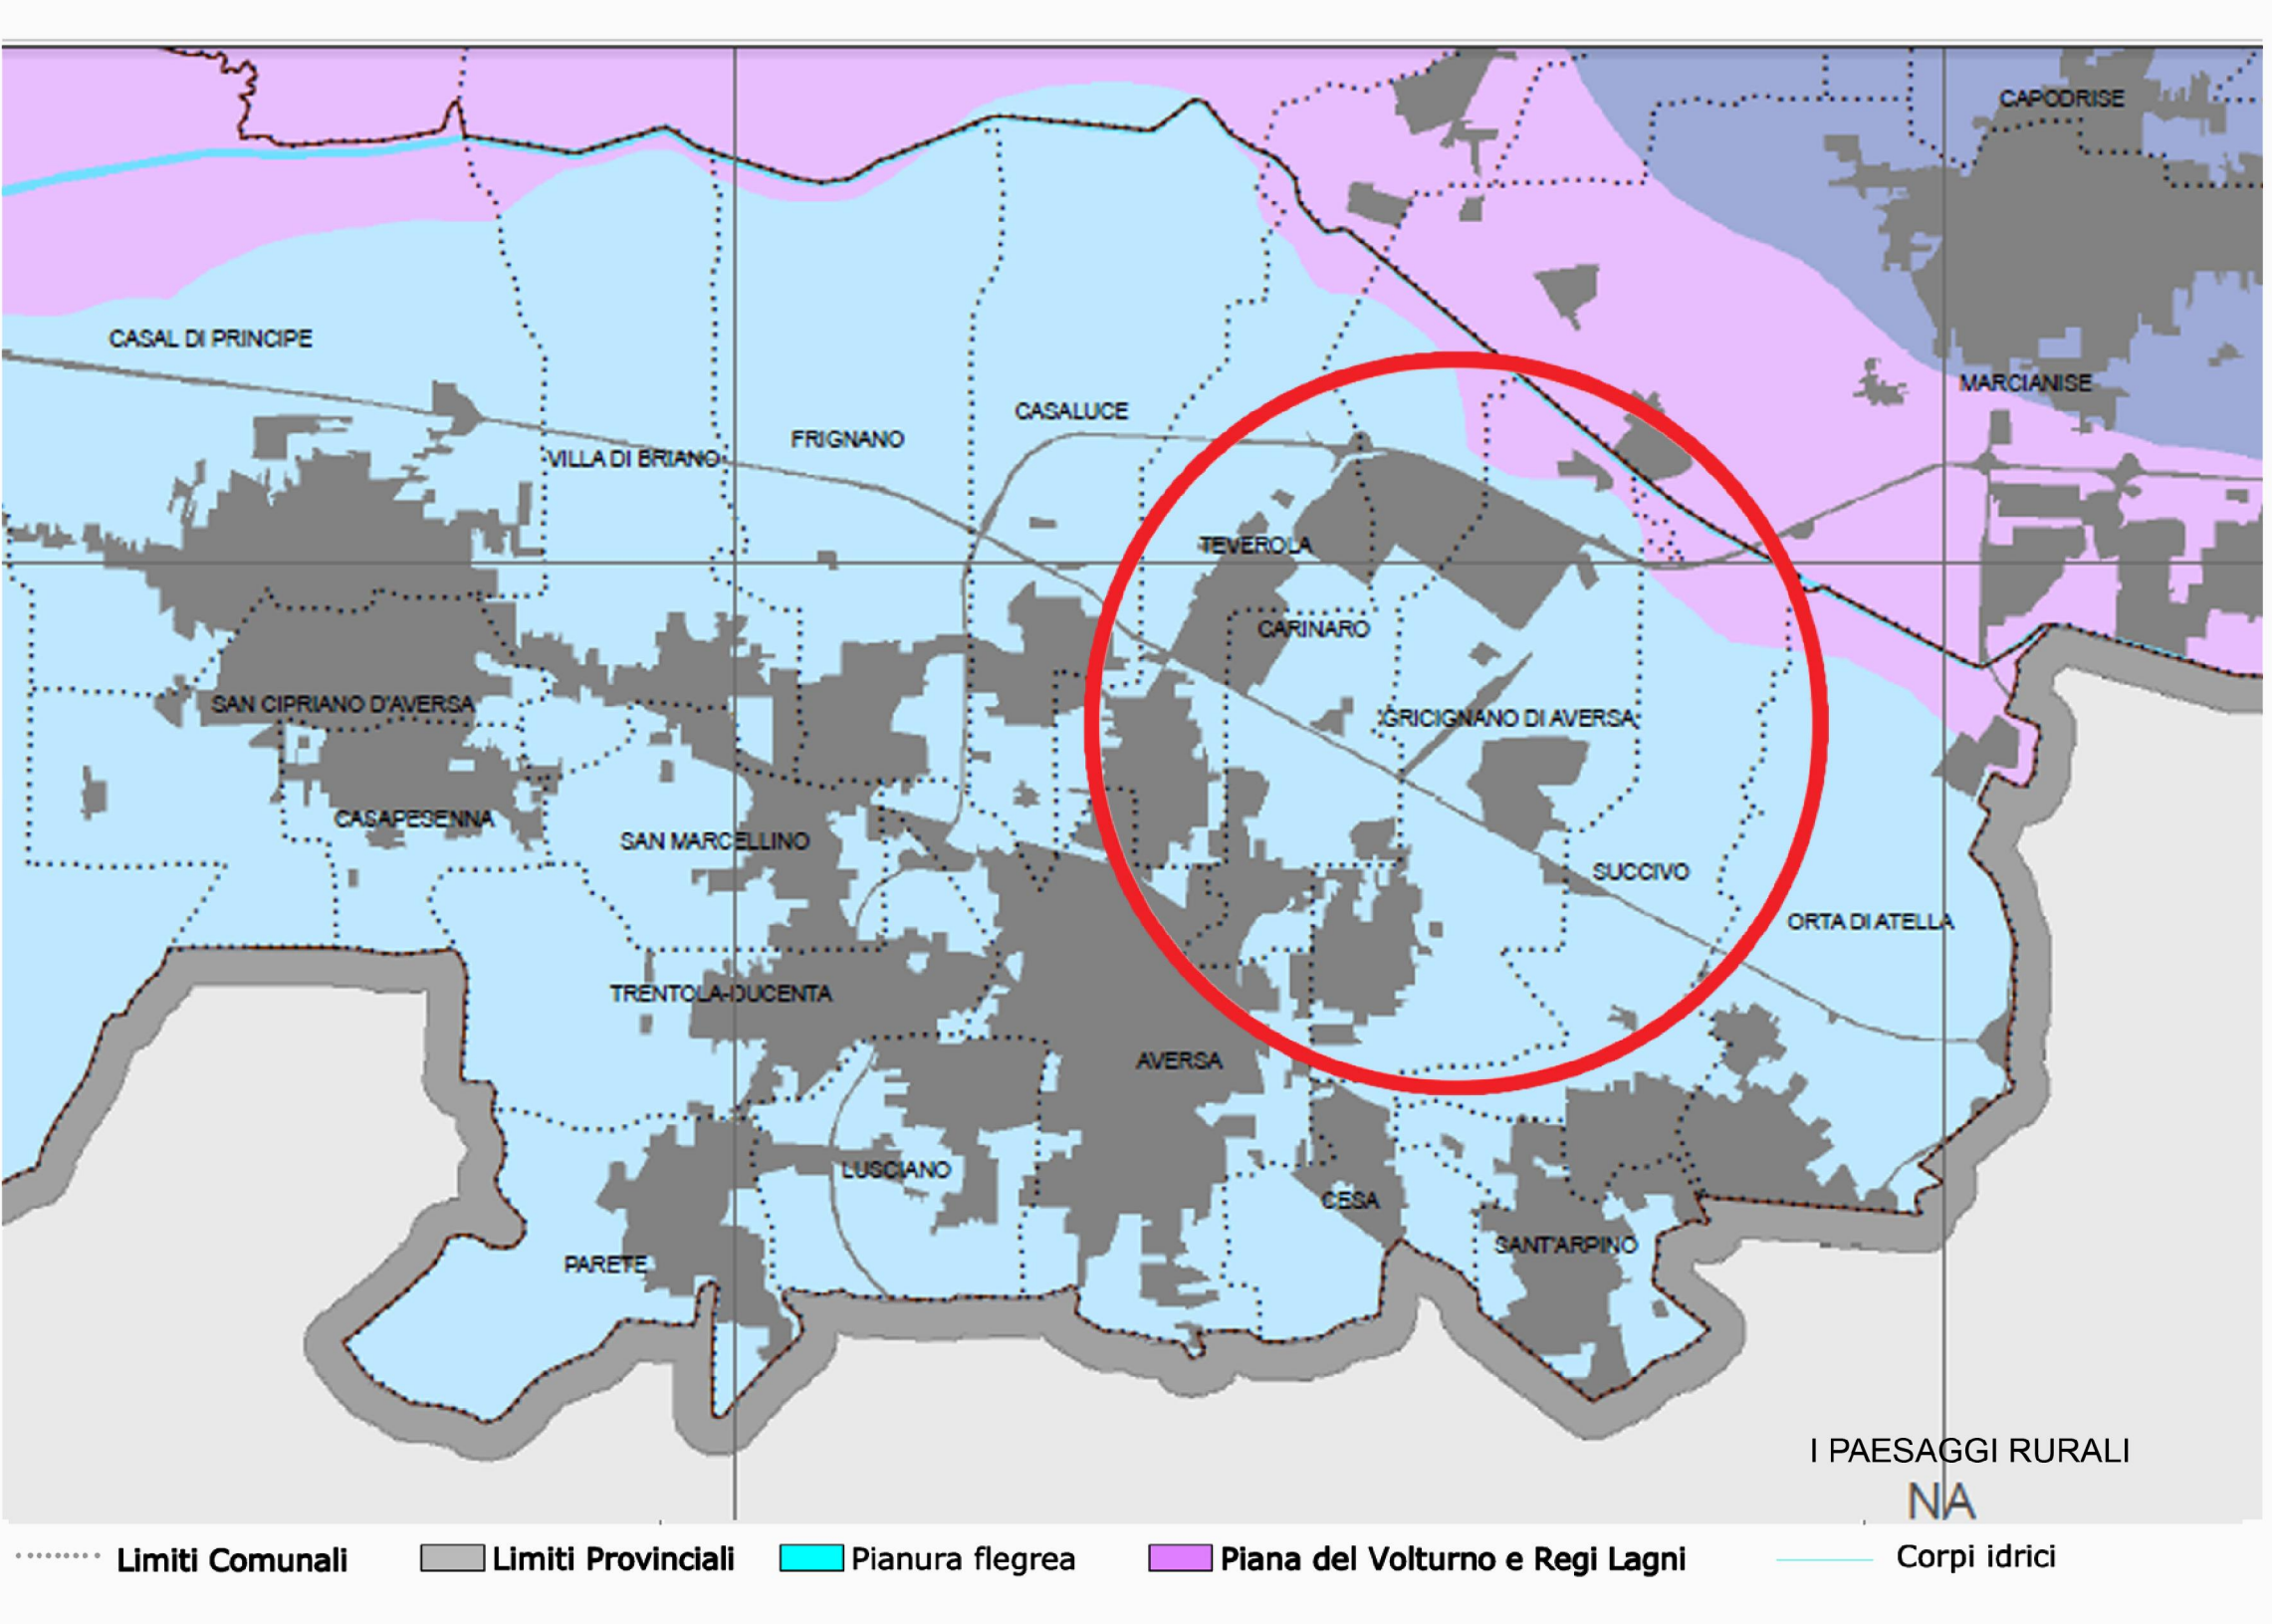 CAPODRISE
CASAL DI PRINCIPE
MARCIANISE
CASALUCE
FRIGNANO
VILLA DI BRIANO
TEVEROLA
CARINARO
SAN CIPRIANO D'AVERSA
GRICIGNANO DI AVERSA
CASAPESENNA
SAN MARCELLINO
SUCCIVO
ORTA DI ATELLA
TRENTOLA-DUCENTA
AVERSA
LUSCIANO
CESA
SANT'ARPINO
PARETE
I PAESAGGI RURALI
NA
Limiti Comunali
Limiti Provinciali
Pianura flegrea
Piana del Volturno e Regi Lagni
Corpi idrici